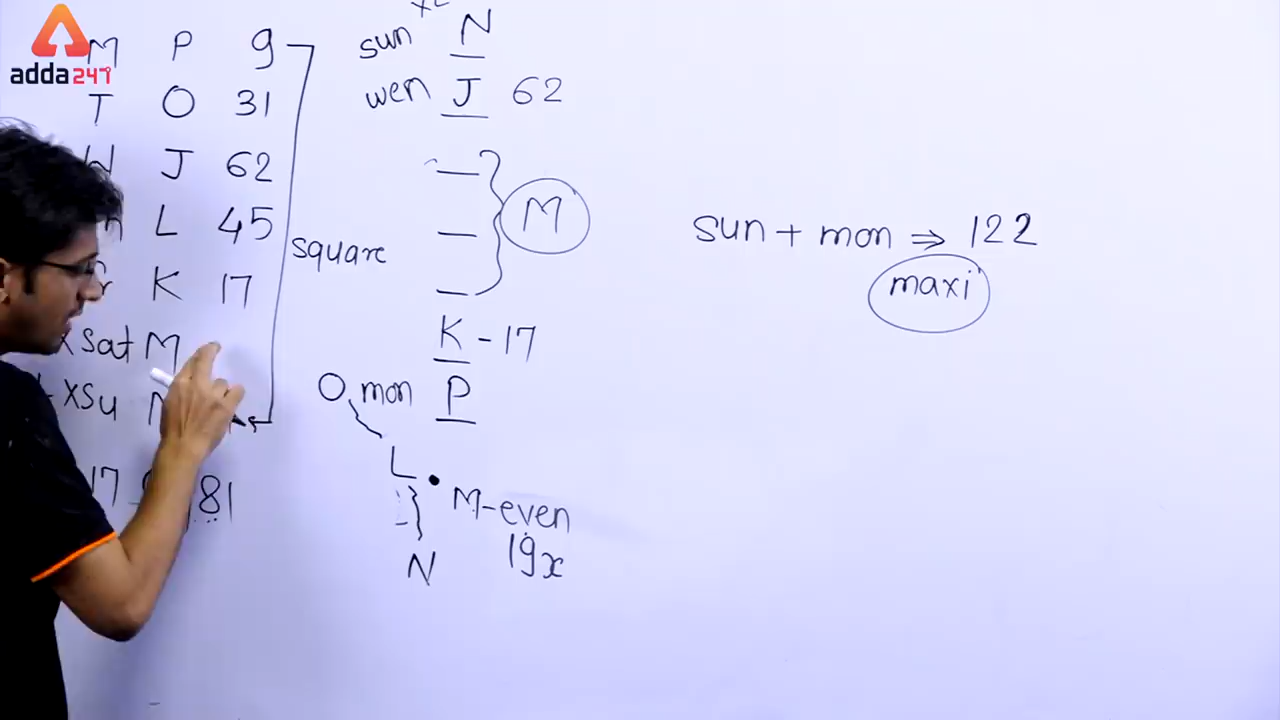 adda247
M P 9
T O 31
J 62
L 45
K 17
Sat M
XSu
17 81
square
sun N
wen J 62
M
K - 17
O mon P
L
M-even
19x
N
sun + mon ⇒ 122
maxi